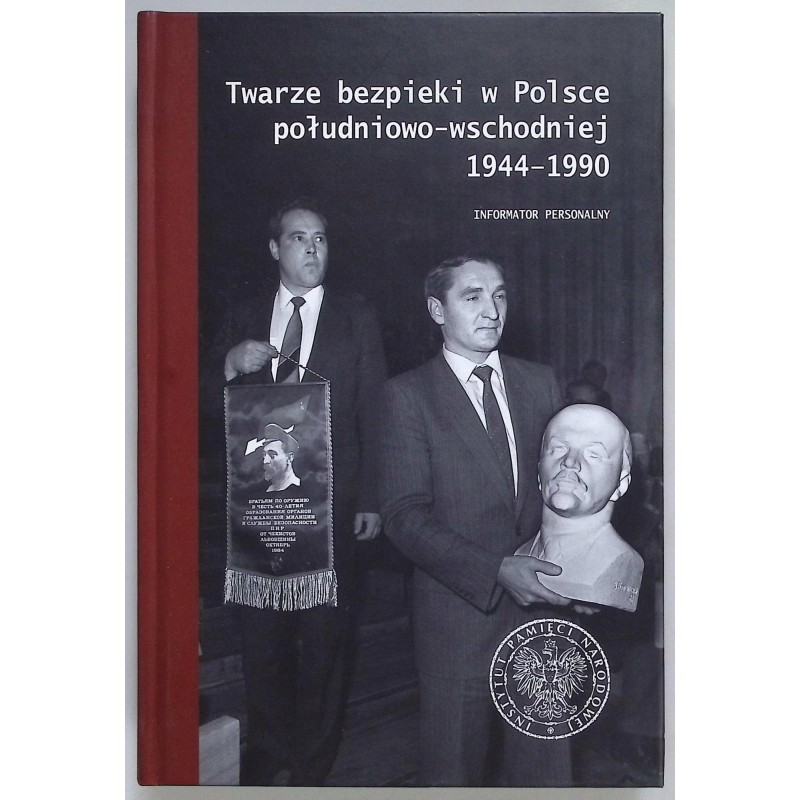 Twarze bezpieki w Polsce
południowo-wschodniej
1944–1990
INFORMATOR PERSONALNY
БРАТЬЯМ ПО ОРУЖИЮ
В ЧЕСТЬ 40-ЛЕТИЯ
ОБРАЗОВАНИЯ ОРГАНОВ
ГРАЖДАНСКОЙ МИЛИЦИИ
И СЛУЖБЫ БЕЗОПАСНОСТИ
П Н Р
ОТ ЧЕКИСТОВ
ЛЬВОВЩИНЫ
ОКТЯБРЬ
1984
INSTYTUT PAMIĘCI NARODOWEJ